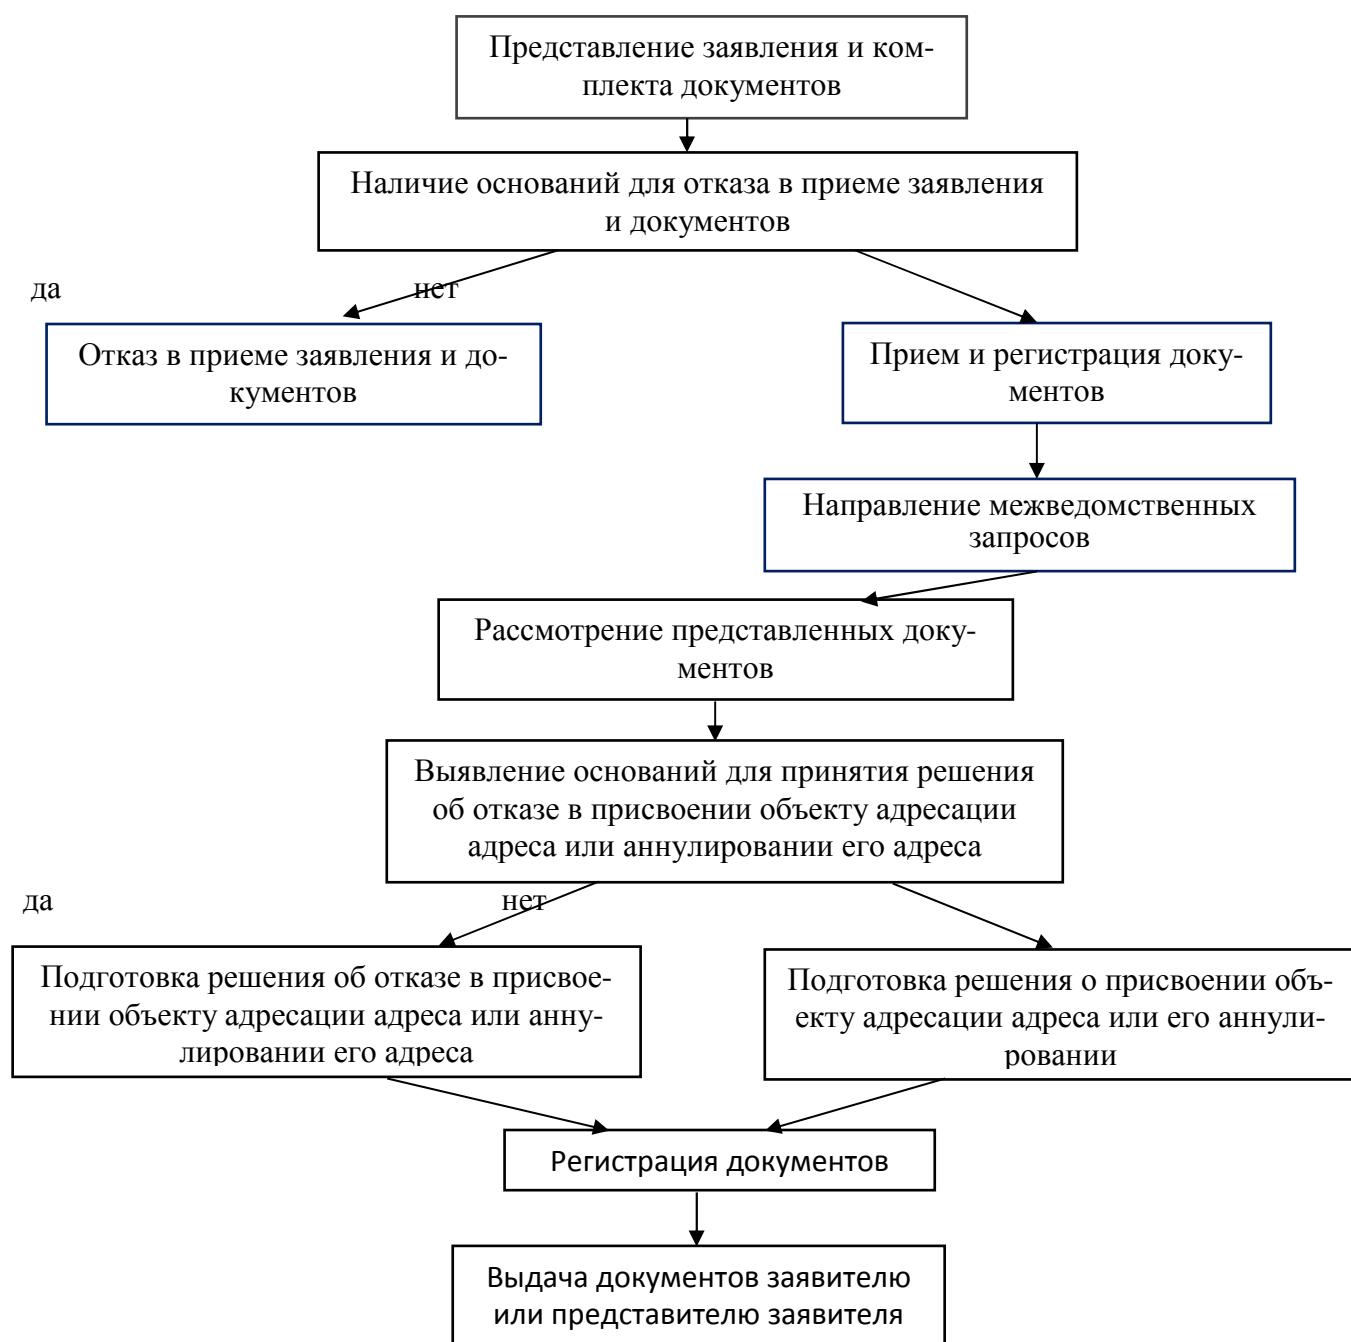 Представление заявления и ком-
плекта документов
Наличие оснований для отказа в приеме заявления
и документов
да
нет
Отказ в приеме заявления и до-
кументов
Прием и регистрация доку-
ментов
Направление межведомственных
запросов
Рассмотрение представленных доку-
ментов
Выявление оснований для принятия решения
об отказе в присвоении объекту адресации
адреса или аннулировании его адреса
да
нет
Подготовка решения об отказе в присвое-
нии объекту адресации адреса или анну-
лировании его адреса
Подготовка решения о присвоении объ-
екту адресации адреса или его аннули-
ровании
Регистрация документов
Выдача документов заявителю
или представителю заявителя